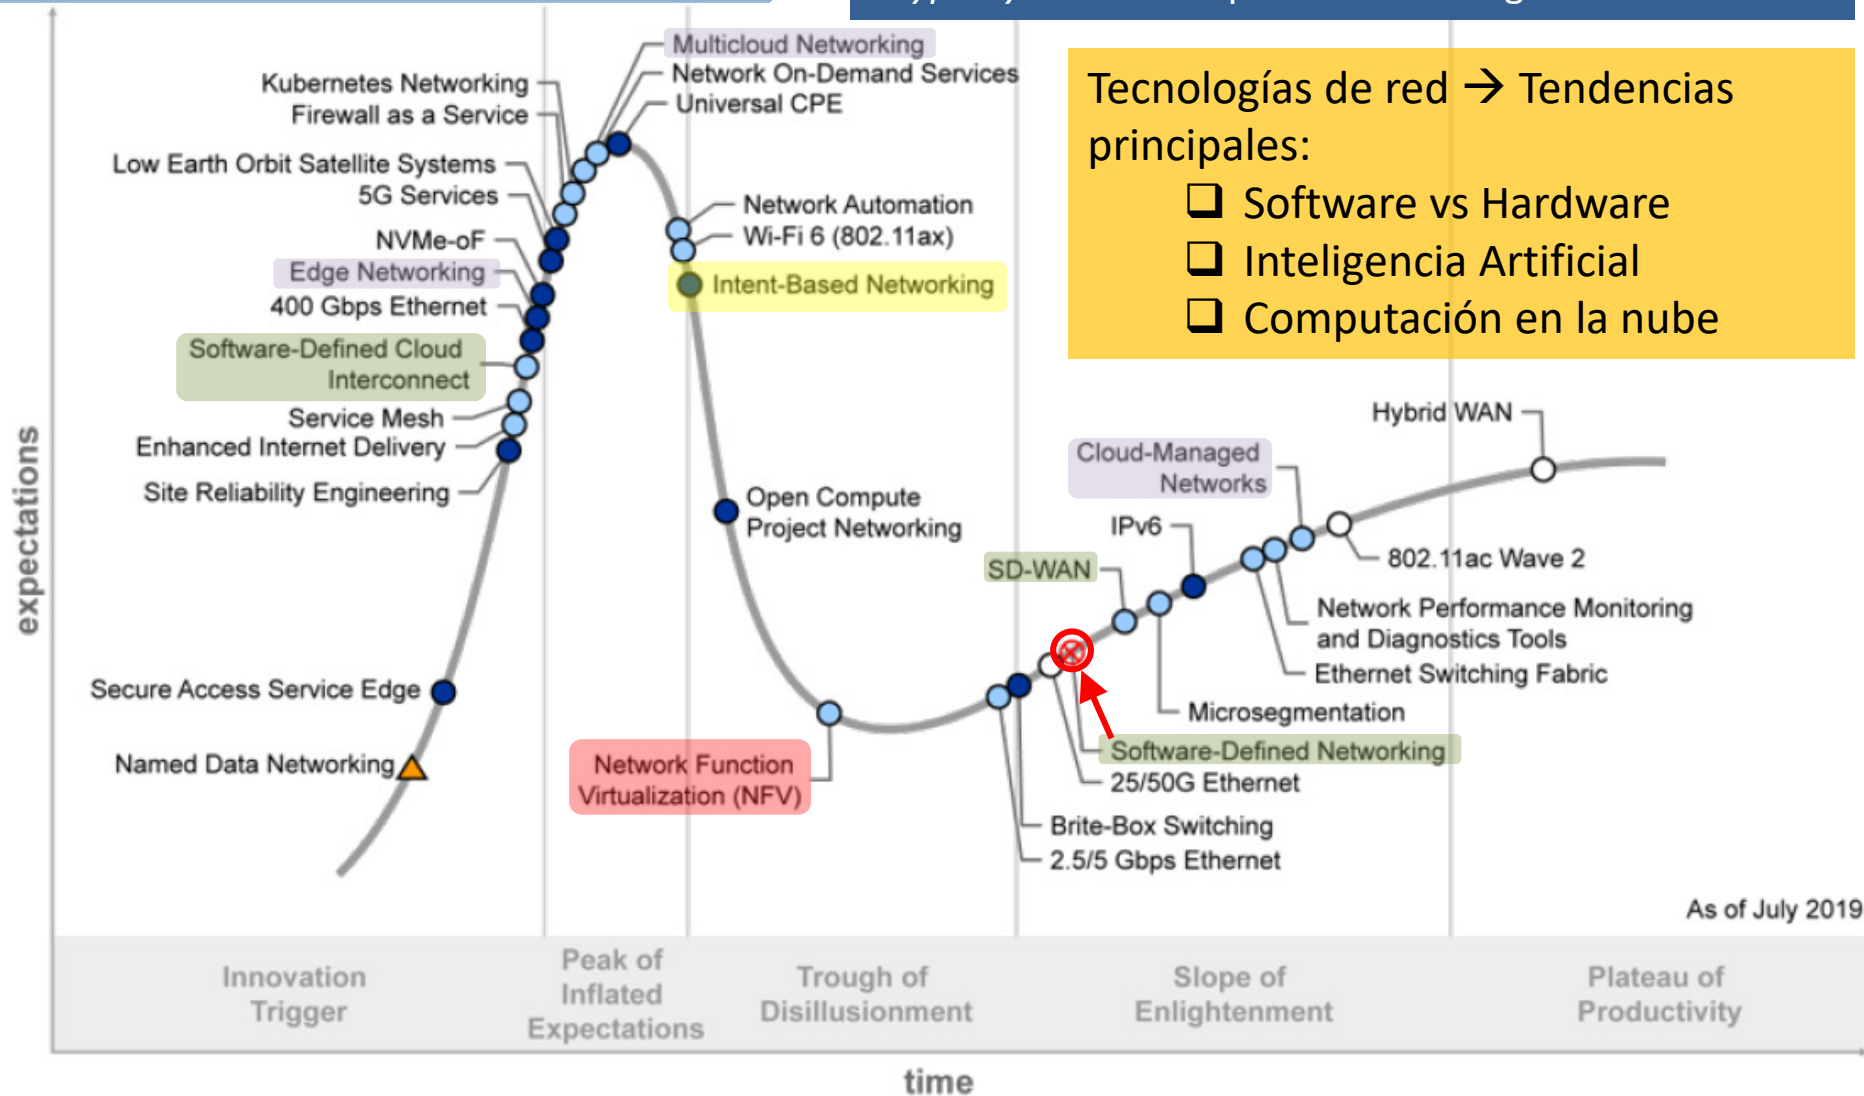 Multicloud Networking
Network On-Demand Services
Universal CPE
Kubernetes Networking
Firewall as a Service
Low Earth Orbit Satellite Systems
5G Services
NVMe-oF
Edge Networking
400 Gbps Ethernet
Software-Defined Cloud
Interconnect
Service Mesh
Enhanced Internet Delivery
Site Reliability Engineering
Secure Access Service Edge
Named Data Networking
Network Automation
Wi-Fi 6 (802.11ax)
Intent-Based Networking
Open Compute
Project Networking
Network Function
Virtualization (NFV)
Tecnologías de red → Tendencias
principales:
❑ Software vs Hardware
❑ Inteligencia Artificial
❑ Computación en la nube
Hybrid WAN
Cloud-Managed
Networks
IPv6
SD-WAN
802.11ac Wave 2
Network Performance Monitoring
and Diagnostics Tools
Ethernet Switching Fabric
Microsegmentation
Software-Defined Networking
25/50G Ethernet
Brite-Box Switching
2.5/5 Gbps Ethernet
As of July 2019
expectations
Innovation
Trigger
Peak of
Inflated
Expectations
Trough of
Disillusionment
Slope of
Enlightenment
Plateau of
Productivity
time